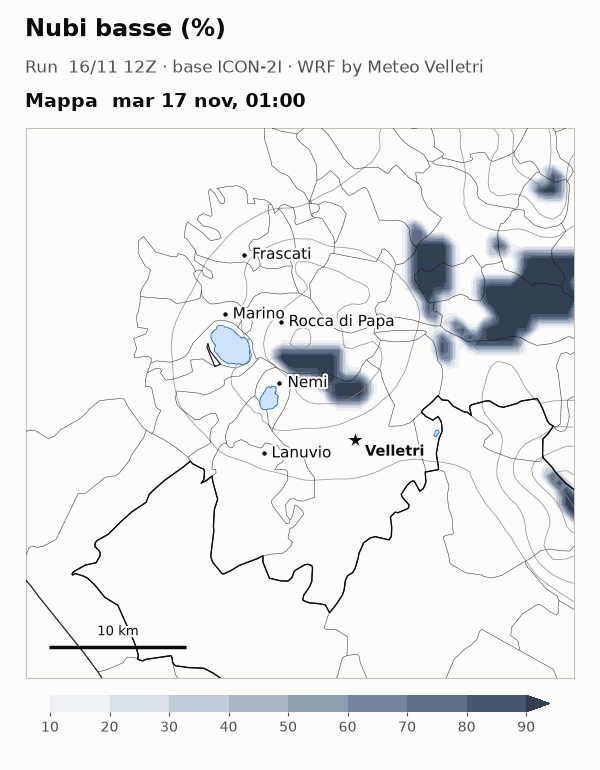 Nubi basse (%)
Run  16/11 12Z · base ICON-2I · WRF by Meteo Velletri
Mappa  mar 17 nov, 01:00
Frascati
Marino
Rocca di Papa
Nemi
Velletri
Lanuvio
10 km
10 20 30 40 50 60 70 80 90